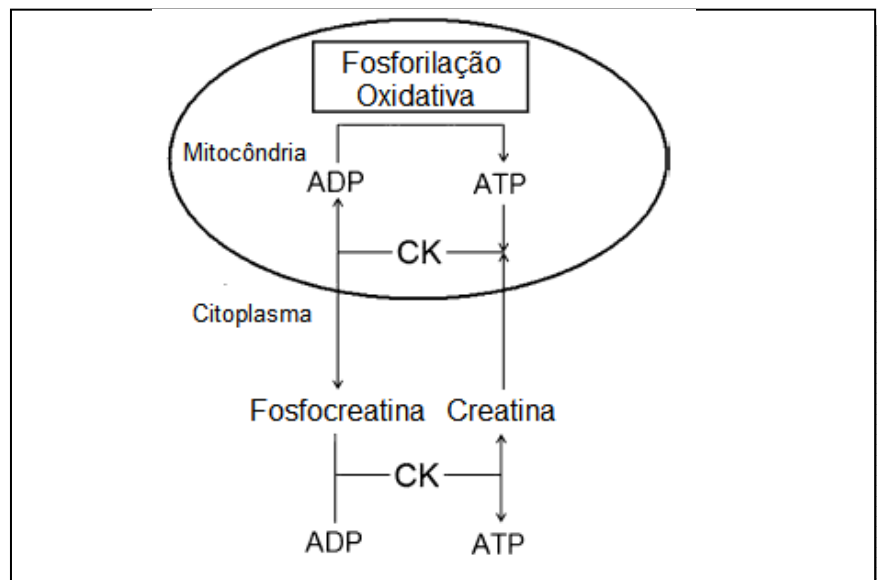 Fosforilação
Oxidativa
Mitocôndria
ADP ATP
CK
Citoplasma
Fosfocreatina Creatina
CK
ADP ATP